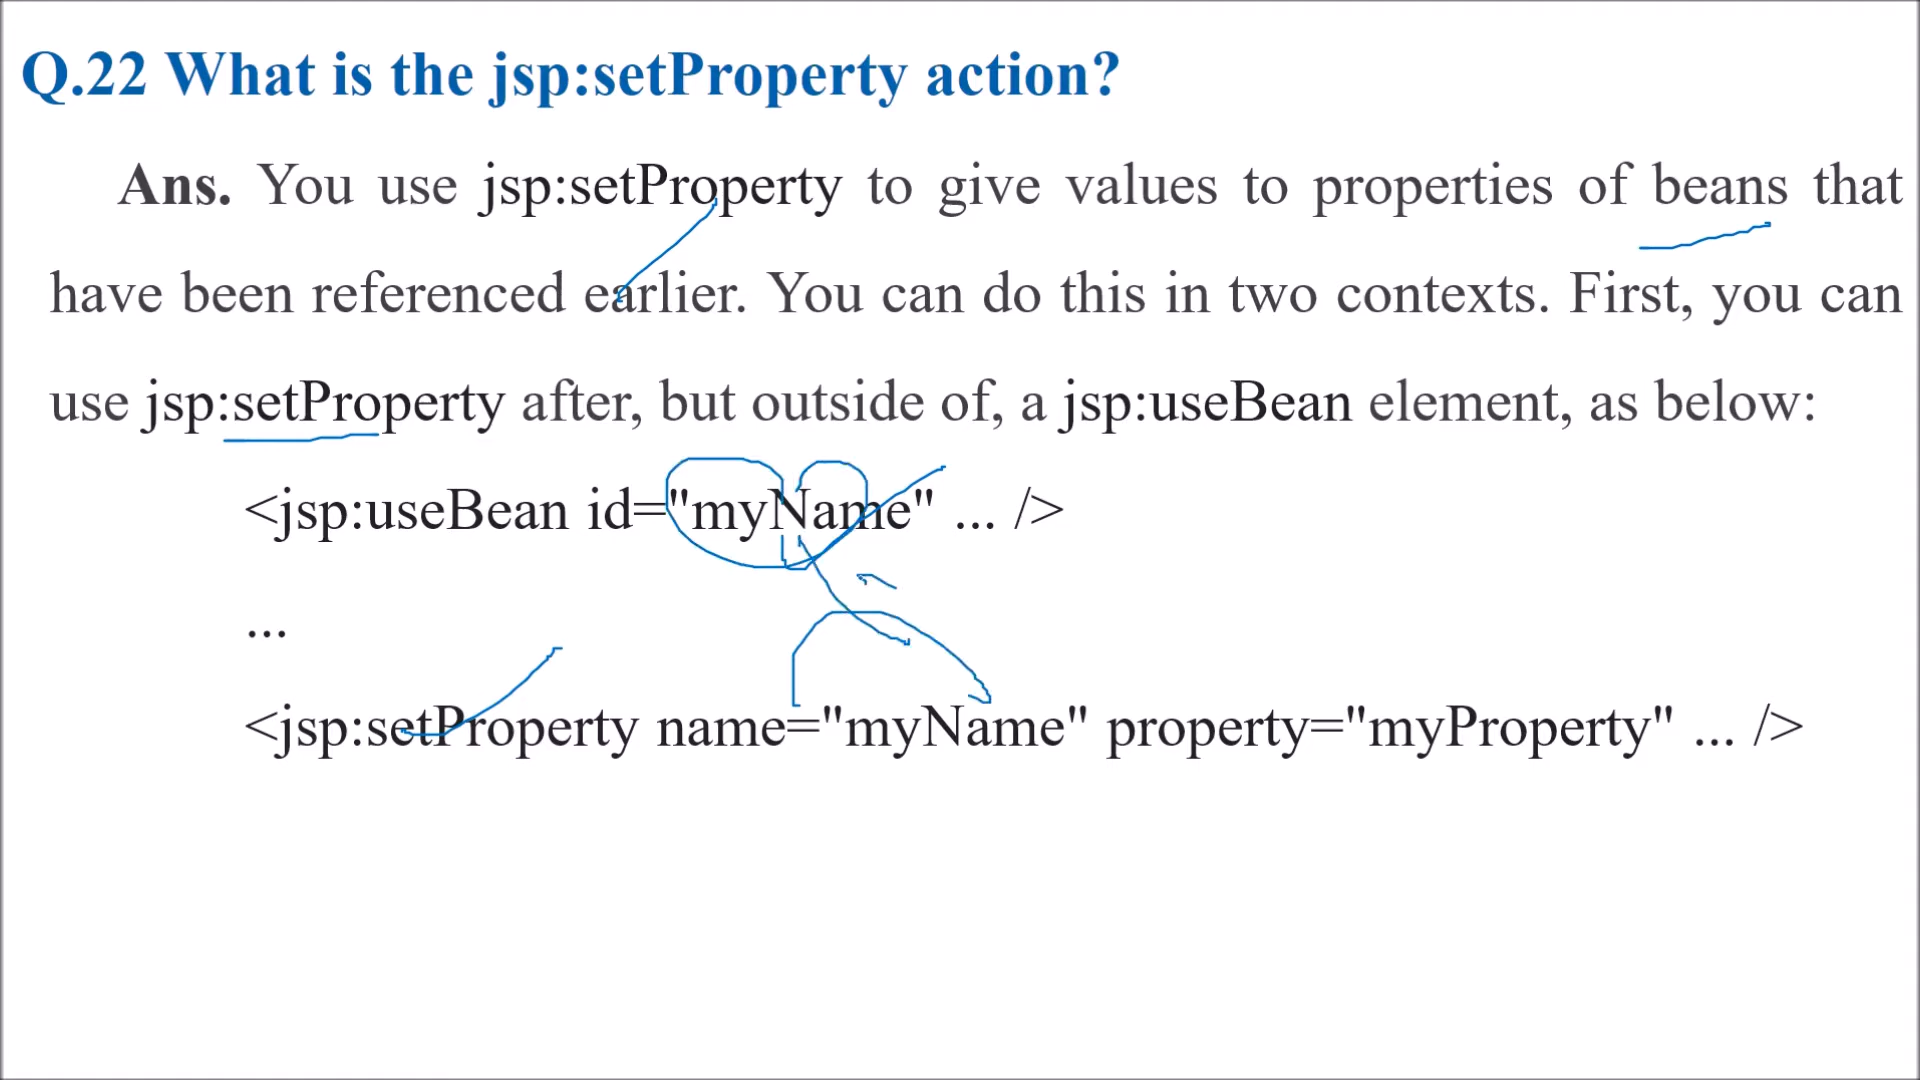 Q.22 What is the jsp:setProperty action?
Ans. You use jsp:setProperty to give values to properties of beans that
have been referenced earlier. You can do this in two contexts. First, you can
use jsp:setProperty after, but outside of, a jsp:useBean element, as below:
<jsp:useBean id="myName" ... />
...
<jsp:setProperty name="myName" property="myProperty" ... />